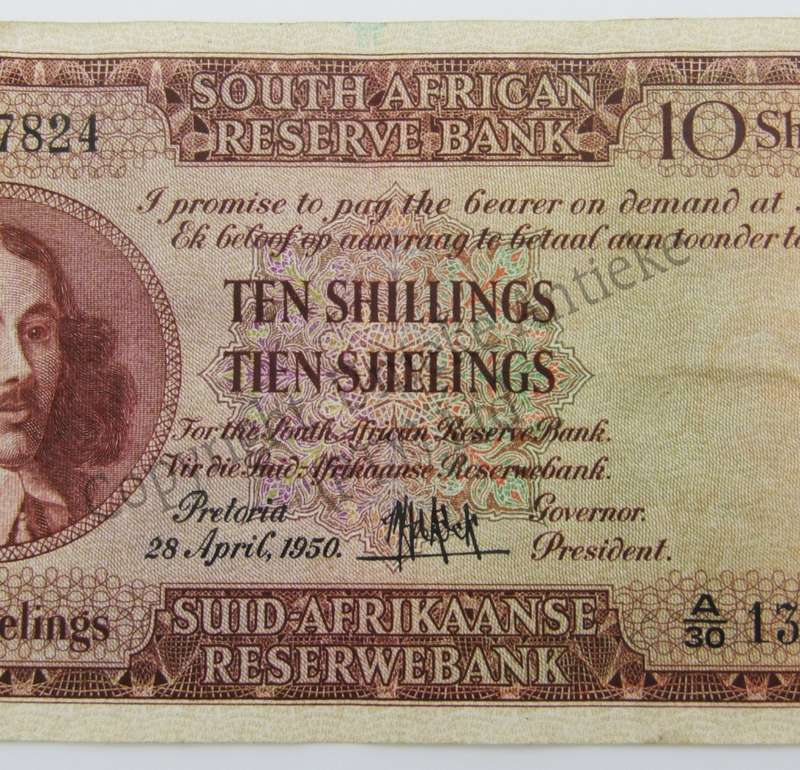 SOUTH AFRICAN
RESERVE BANK
7824
10 Sh
I promise to pay the bearer on demand at
Ek beloof op aanvraag te betaal aan toonder
TEN SHILLINGS
TIEN SJIELINGS
For the South African Reserve Bank.
Vir die Suid-Afrikaanse Reserwebank.
Pretoria
Governor.
28 April, 1950.
President.
elings
SUID-AFRIKAANSE
RESERWEBANK
A/30 13
Copyright